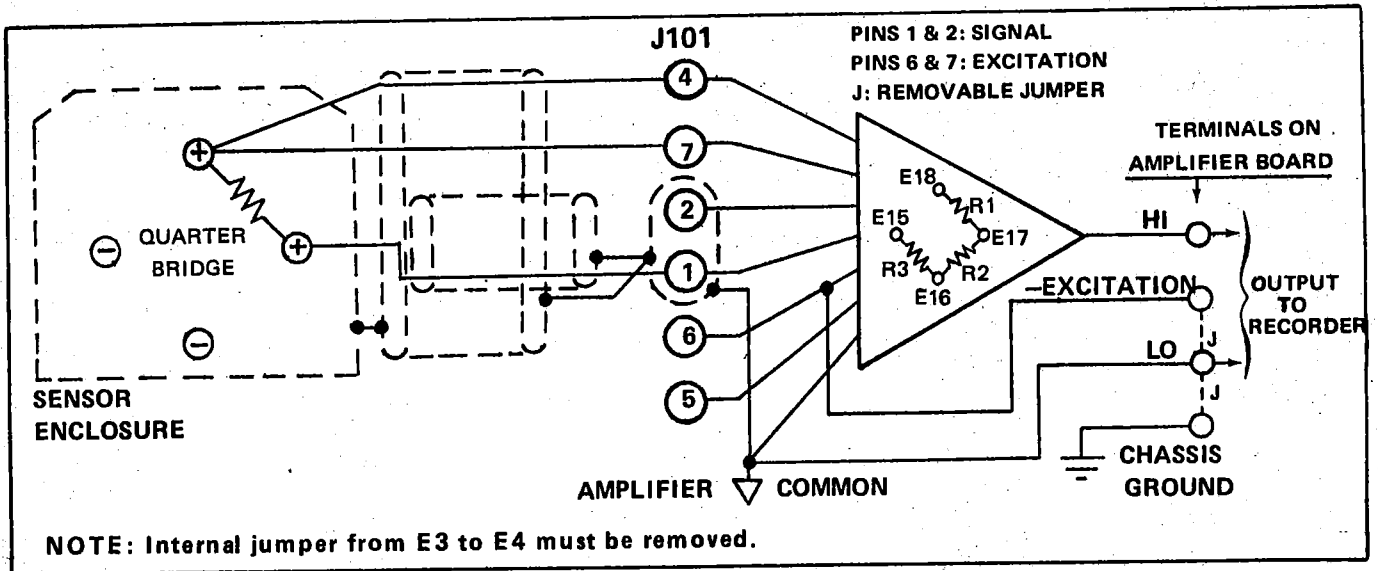 J101
PINS 1 & 2: SIGNAL
PINS 6 & 7: EXCITATION
J: REMOVABLE JUMPER
TERMINALS ON
AMPLIFIER BOARD
4
7
2
1
6
5
+
+
-
-
QUARTER
BRIDGE
SENSOR
ENCLOSURE
E18
R1
E15
E17
R3
R2
E16
HI
-EXCITATION
J
LO
J
OUTPUT
TO
RECORDER
CHASSIS
GROUND
AMPLIFIER COMMON
NOTE: Internal jumper from E3 to E4 must be removed.